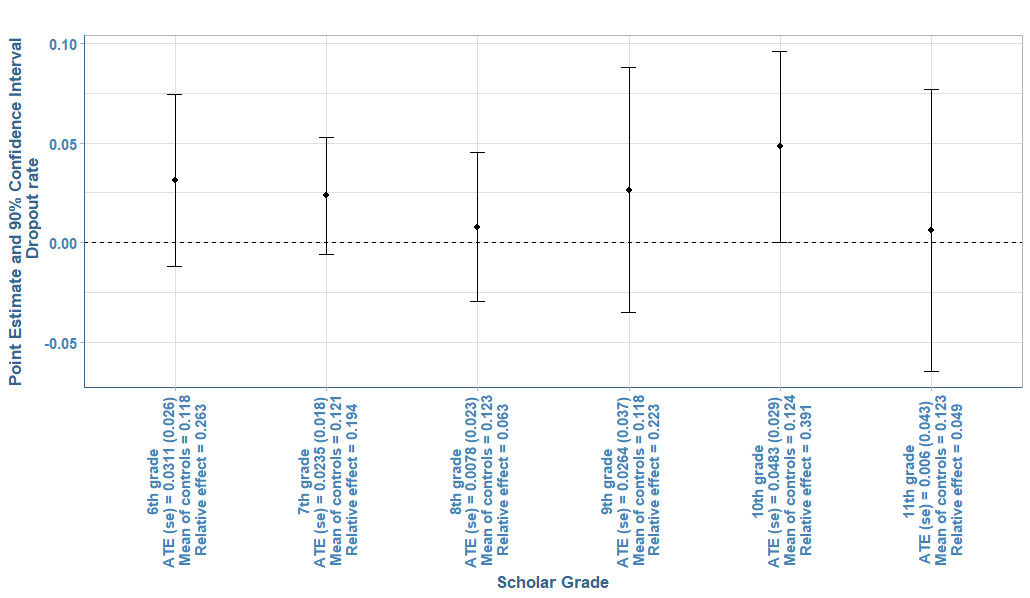 Point Estimate and 90% Confidence Interval
Dropout rate
0.10
0.05
0.00
-0.05
6th grade
ATE (se) = 0.0311 (0.026)
Mean of controls = 0.118
Relative effect = 0.263
7th grade
ATE (se) = 0.0235 (0.018)
Mean of controls = 0.121
Relative effect = 0.194
8th grade
ATE (se) = 0.0078 (0.023)
Mean of controls = 0.123
Relative effect = 0.063
9th grade
ATE (se) = 0.0264 (0.037)
Mean of controls = 0.118
Relative effect = 0.223
10th grade
ATE (se) = 0.0483 (0.029)
Mean of controls = 0.124
Relative effect = 0.391
11th grade
ATE (se) = 0.006 (0.043)
Mean of controls = 0.123
Relative effect = 0.049
Scholar Grade